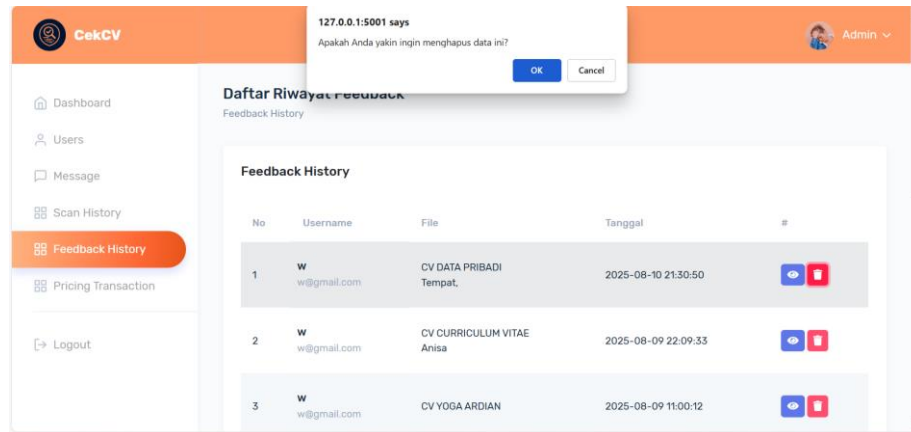 127.0.0.1:5001 says
Apakah Anda yakin ingin menghapus data ini?
OK Cancel
CekCV
Admin
Dashboard
Users
Message
Scan History
Feedback History
Pricing Transaction
Logout
Daftar Riwayat Feedback
Feedback History
Feedback History
No Username File Tanggal #
1 w CV DATA PRIBADI 2025-08-10 21:30:50
w@gmail.com Tempat,
2 w CV CURRICULUM VITAE 2025-08-09 22:09:33
w@gmail.com Anisa
3 w CV YOGA ARDIAN 2025-08-09 11:00:12
w@gmail.com